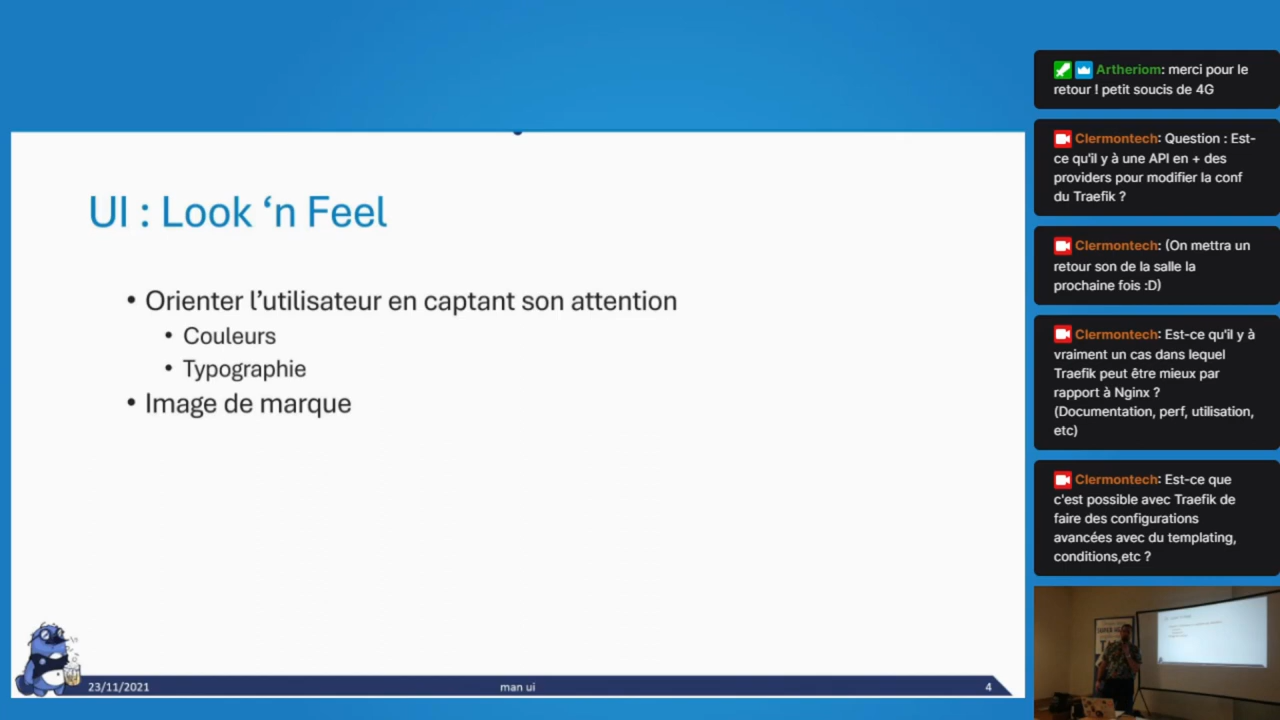 UI : Look ‘n Feel
• Orienter l’utilisateur en captant son attention
• Couleurs
• Typographie
• Image de marque
23/11/2021
man ui
4
Artheriom: merci pour le
retour ! petit soucis de 4G
Clermontech: Question : Est-
ce qu'il y à une API en + des
providers pour modifier la conf
du Traefik ?
Clermontech: (On mettra un
retour son de la salle la
prochaine fois :D)
Clermontech: Est-ce qu'il y à
vraiment un cas dans lequel
Traefik peut être mieux par
rapport à Nginx ?
(Documentation, perf, utilisation,
etc)
Clermontech: Est-ce que
c'est possible avec Traefik de
faire des configurations
avancées avec du templating,
conditions,etc ?